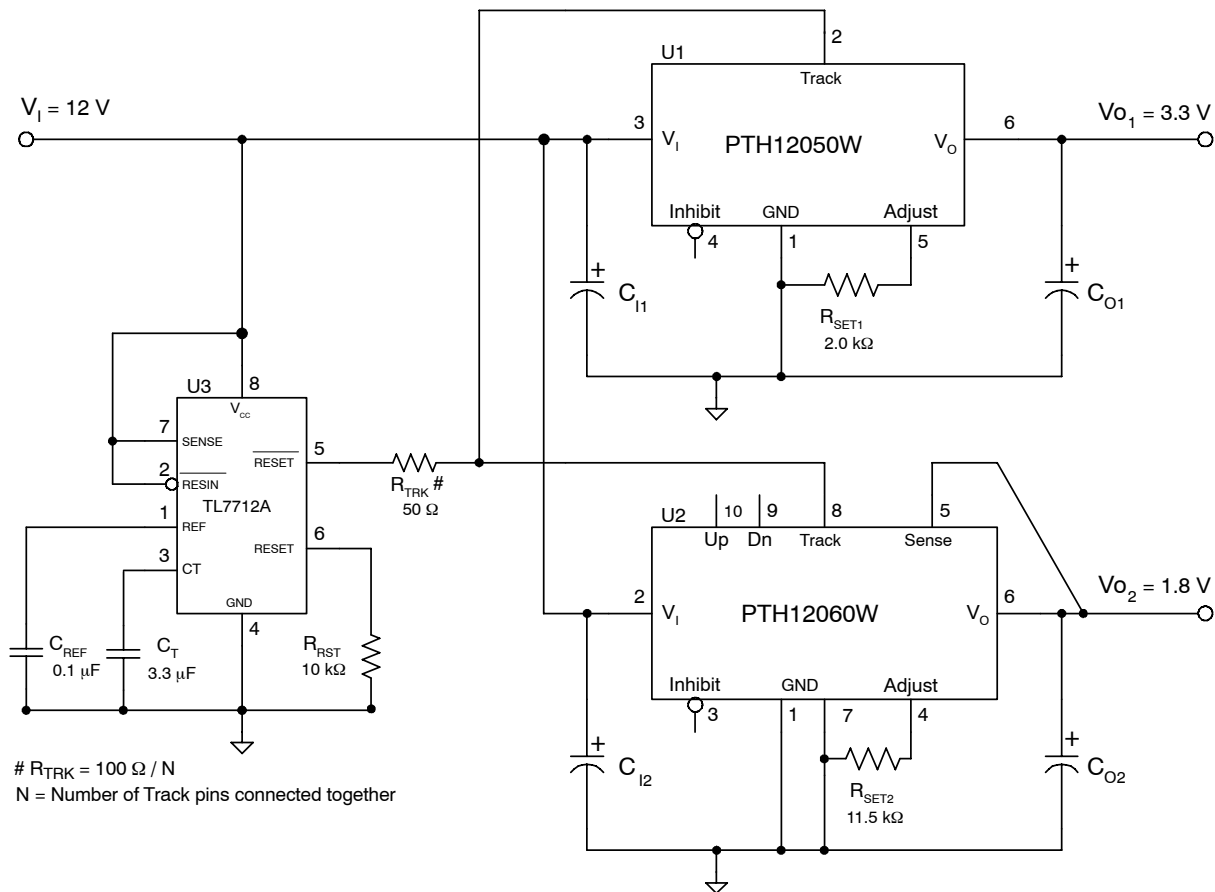 U1
2
Track
V_I = 12 V
3
V_I
PTH12050W
V_O
6
Vo_1 = 3.3 V
Inhibit
GND
Adjust
4
1
5
+
C_I1
R_SET1
2.0 kΩ
+
C_O1
U3
8
V_CC
7
SENSE
RESET
5
2
RESIN
TL7712A
R_TRK #
50 Ω
1
REF
6
RESET
3
CT
GND
4
C_REF
0.1 μF
C_T
3.3 μF
R_RST
10 kΩ
# R_TRK = 100 Ω / N
N = Number of Track pins connected together
U2
10
9
8
5
Up
Dn
Track
Sense
2
V_I
PTH12060W
V_O
6
Vo_2 = 1.8 V
Inhibit
GND
Adjust
3
1
7
4
+
C_I2
R_SET2
11.5 kΩ
+
C_O2